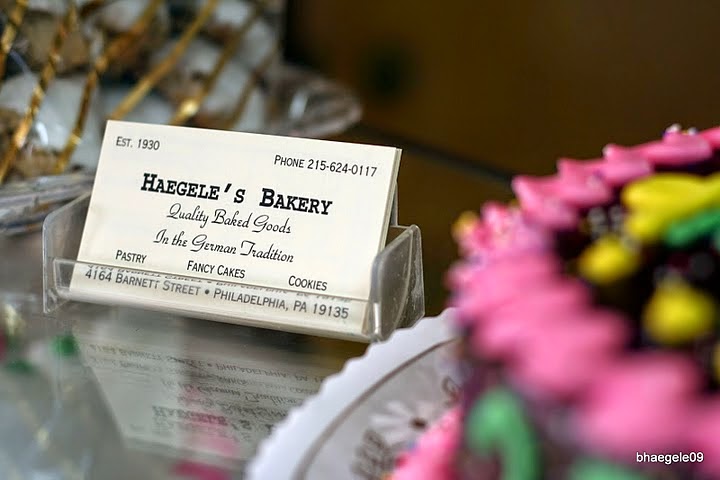 EST. 1930
PHONE 215-624-0117
HAEGELE'S BAKERY
Quality Baked Goods
In the German Tradition
PASTRY FANCY CAKES COOKIES
4164 BARNETT STREET • PHILADELPHIA, PA 19135
bhaegele09